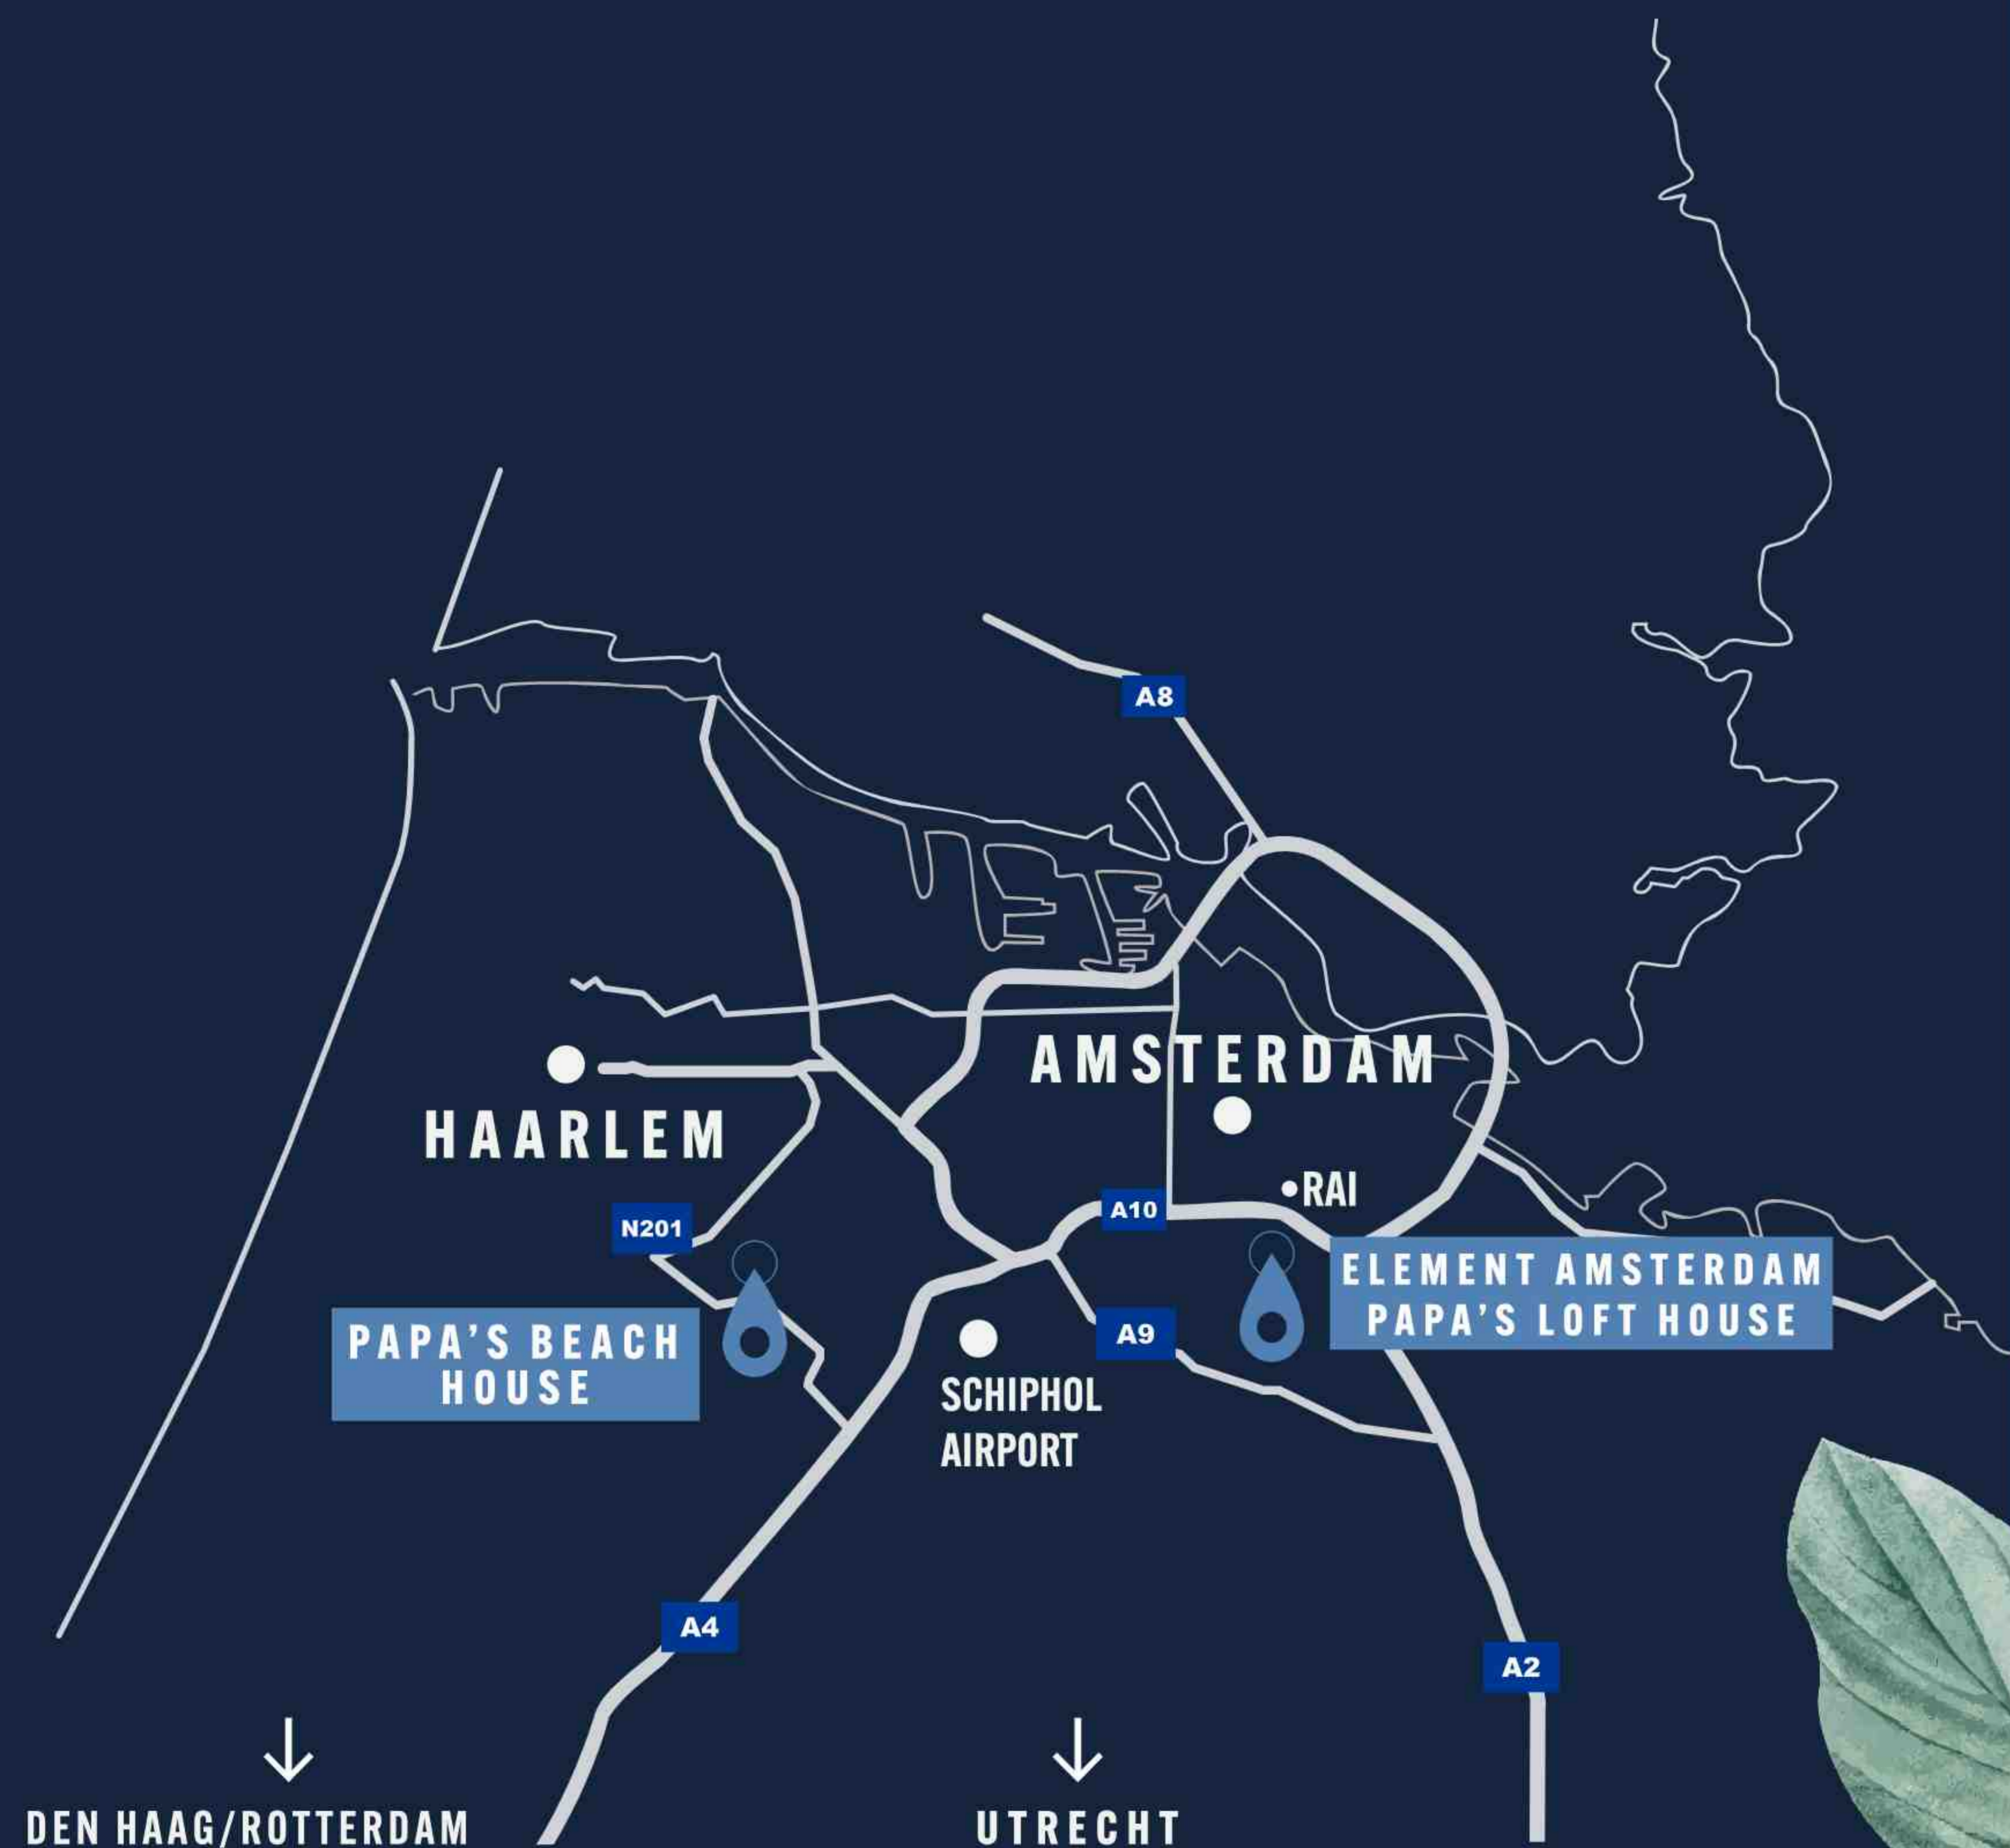 A8
AMSTERDAM
HAARLEM
RAI
A10
N201
ELEMENT AMSTERDAM
PAPA'S LOFT HOUSE
PAPA'S BEACH
HOUSE
A9
SCHIPHOL
AIRPORT
A4
A2
DEN HAAG/ROTTERDAM
UTRECHT